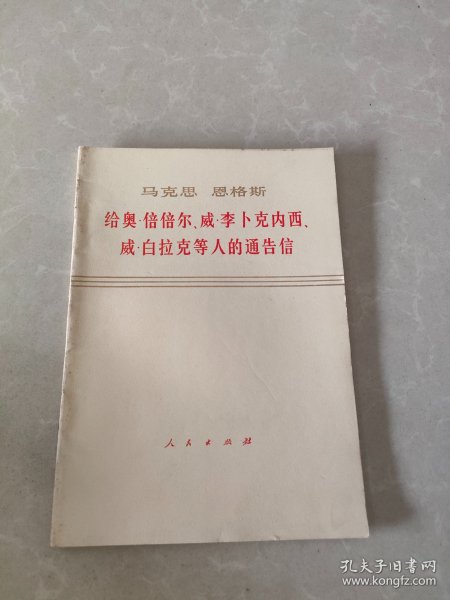 马克思 恩格斯
给奥·倍倍尔、威·李卜克内西、
威·白拉克等人的通告信
人民出版社
孔夫子旧书网
www.kongfz.com